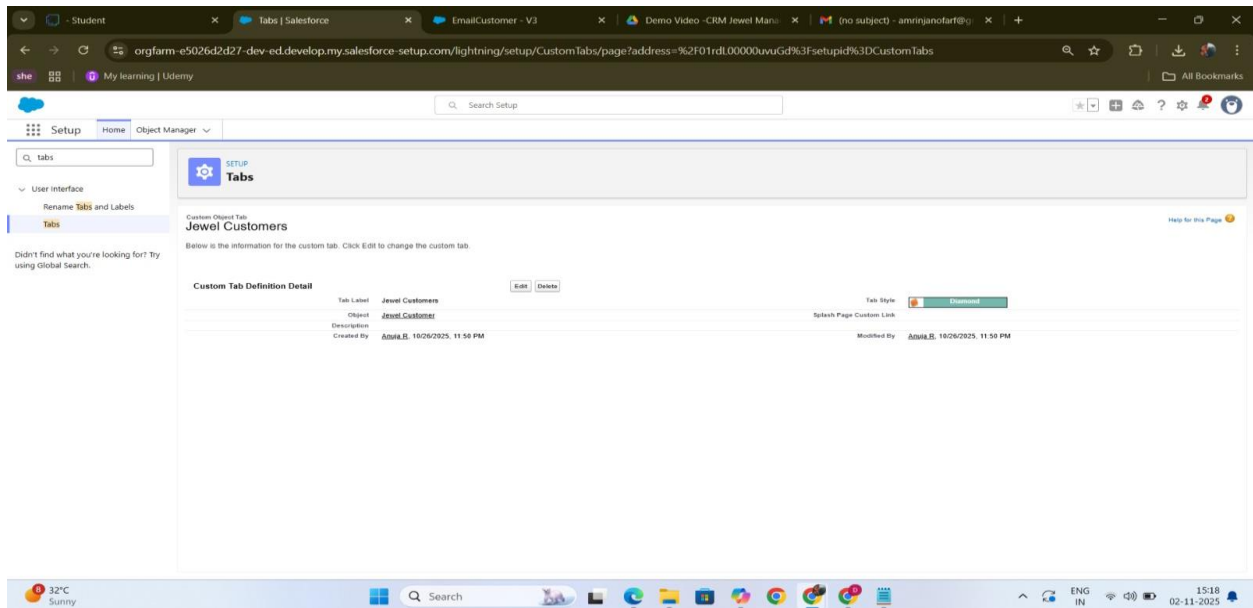 - Student
Tabs | Salesforce
EmailCustomer - V3
Demo Video -CRM Jewel Mana
(no subject) - amrinjanofarf@g
orgfarm-e5026d2d27-dev-ed.develop.my.salesforce-setup.com/lightning/setup/CustomTabs/page?address=%2F01rdL00000uvuGd%3Fsetupid%3DCustomTabs
she
My learning | Udemy
All Bookmarks
Search Setup
2
Setup
Home
Object Manager
tabs
User Interface
Rename Tabs and Labels
Tabs
Didn't find what you're looking for? Try
using Global Search.
SETUP
Tabs
Custom Object Tab
Jewel Customers
Help for this Page
Below is the information for the custom tab. Click Edit to change the custom tab.
Custom Tab Definition Detail
Edit Delete
Tab Label Jewel Customers
Tab Style Diamond
Object Jewel Customer
Splash Page Custom Link
Description
Created By Anuja R, 10/26/2025, 11:50 PM
Modified By Anuja R, 10/26/2025, 11:50 PM
8
32°C
Sunny
Search
ENG
IN
15:18
02-11-2025